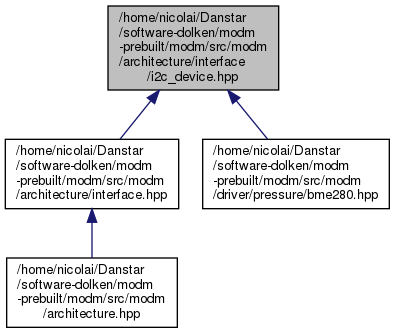 /home/nicolai/Danstar
/software-dolken/modm
-prebuilt/modm/src/modm
/architecture/interface
/i2c_device.hpp
/home/nicolai/Danstar
/software-dolken/modm
-prebuilt/modm/src/modm
/architecture/interface.hpp
/home/nicolai/Danstar
/software-dolken/modm
-prebuilt/modm/src/modm
/driver/pressure/bme280.hpp
/home/nicolai/Danstar
/software-dolken/modm
-prebuilt/modm/src/modm
/architecture.hpp